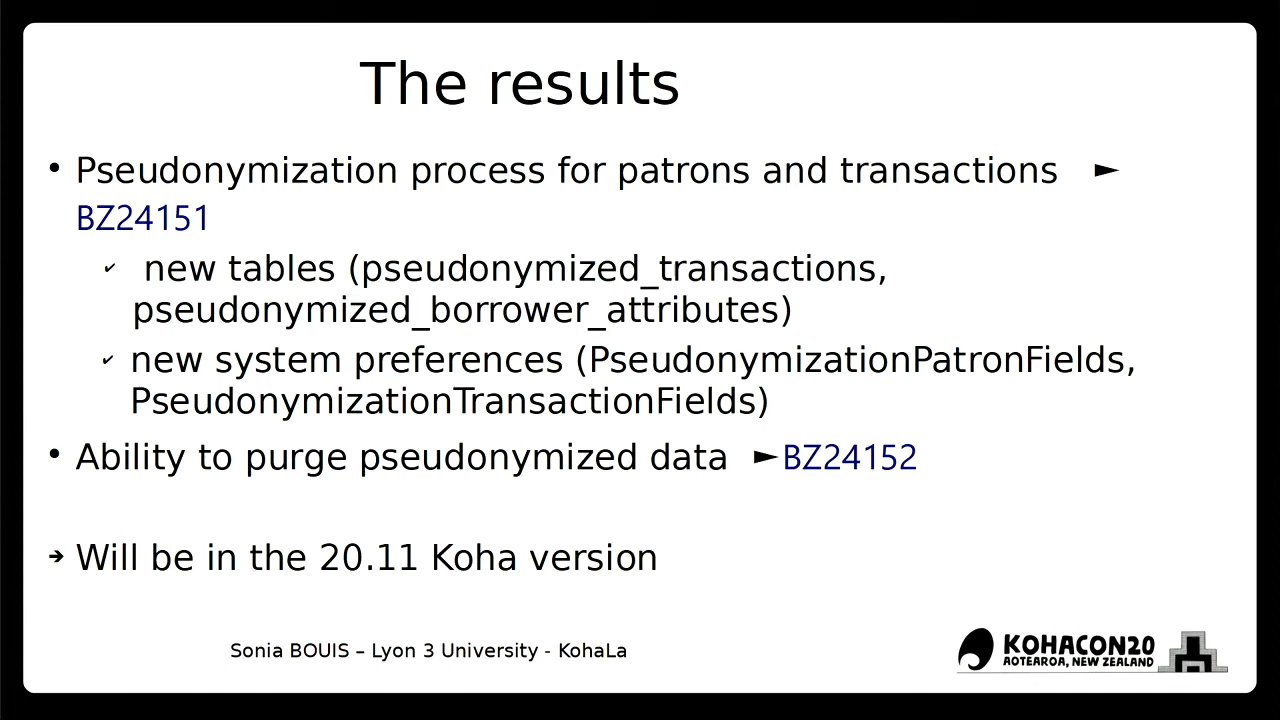 The results
• Pseudonymization process for patrons and transactions ►
BZ24151
✔ new tables (pseudonymized_transactions,
pseudonymized_borrower_attributes)
✔ new system preferences (PseudonymizationPatronFields,
PseudonymizationTransactionFields)
• Ability to purge pseudonymized data ►BZ24152
➔ Will be in the 20.11 Koha version
Sonia BOUIS – Lyon 3 University - KohaLa
KOHACON20
AOTEAROA, NEW ZEALAND